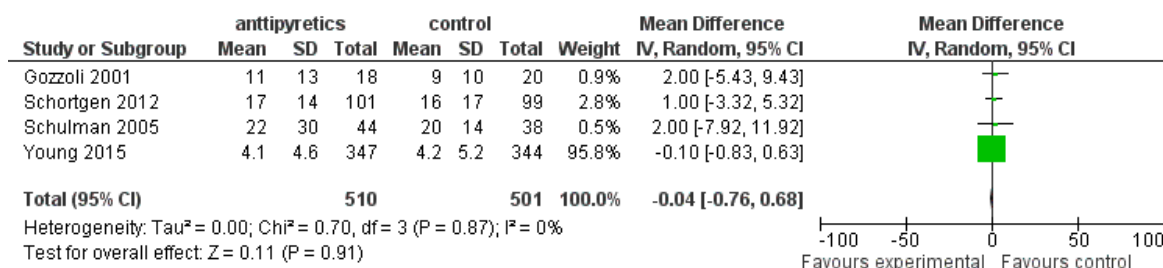 anttipyretics control Mean Difference Mean Difference
Study or Subgroup Mean SD Total Mean SD Total Weight IV, Random, 95% CI IV, Random, 95% CI
Gozzoli 2001 11 13 18 9 10 20 0.9% 2.00 [-5.43, 9.43]
Schortgen 2012 17 14 101 16 17 99 2.8% 1.00 [-3.32, 5.32]
Schulman 2005 22 30 44 20 14 38 0.5% 2.00 [-7.92, 11.92]
Young 2015 4.1 4.6 347 4.2 5.2 344 95.8% -0.10 [-0.83, 0.63]
Total (95% CI) 510 501 100.0% -0.04 [-0.76, 0.68]
Heterogeneity: Tau² = 0.00; Chi² = 0.70, df = 3 (P = 0.87); I² = 0%
Test for overall effect: Z = 0.11 (P = 0.91)
-100 -50 0 50 100
Favours experimental Favours control